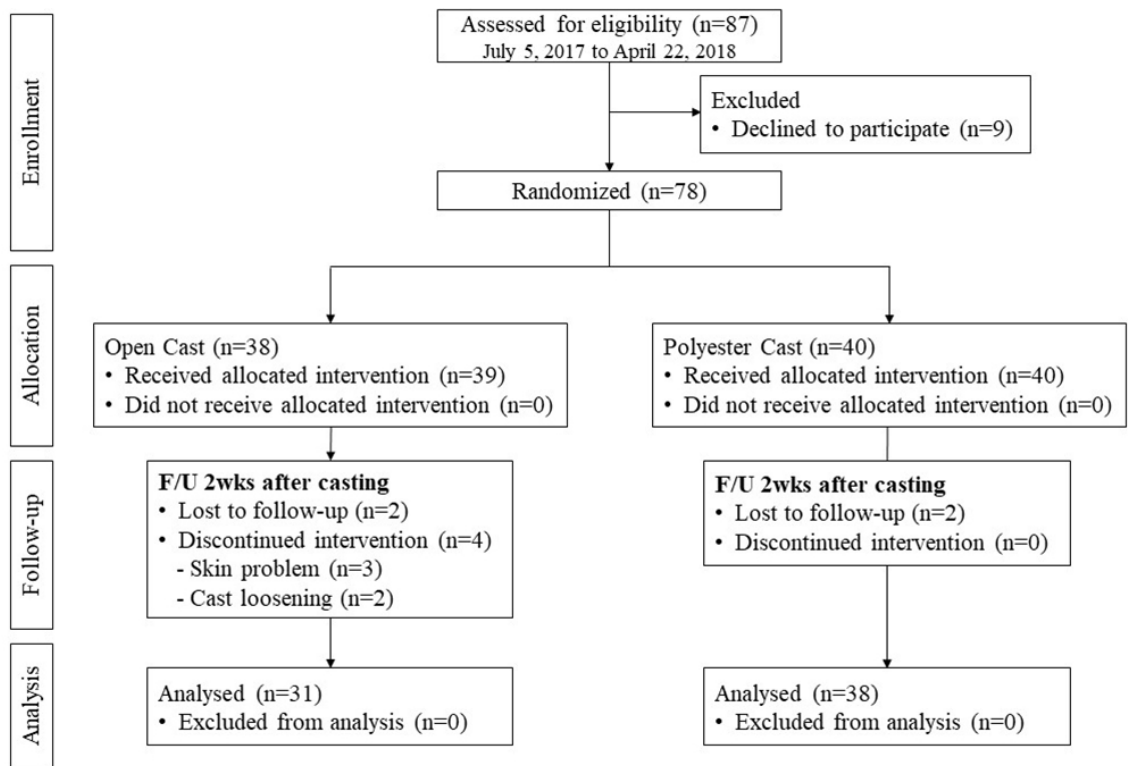 Enrollment
Assessed for eligibility (n=87)
July 5, 2017 to April 22, 2018
Excluded
• Declined to participate (n=9)
Randomized (n=78)
Allocation
Open Cast (n=38)
• Received allocated intervention (n=39)
• Did not receive allocated intervention (n=0)
Polyester Cast (n=40)
• Received allocated intervention (n=40)
• Did not receive allocated intervention (n=0)
Follow-up
F/U 2wks after casting
• Lost to follow-up (n=2)
• Discontinued intervention (n=4)
- Skin problem (n=3)
- Cast loosening (n=2)
F/U 2wks after casting
• Lost to follow-up (n=2)
• Discontinued intervention (n=0)
Analysis
Analysed (n=31)
• Excluded from analysis (n=0)
Analysed (n=38)
• Excluded from analysis (n=0)